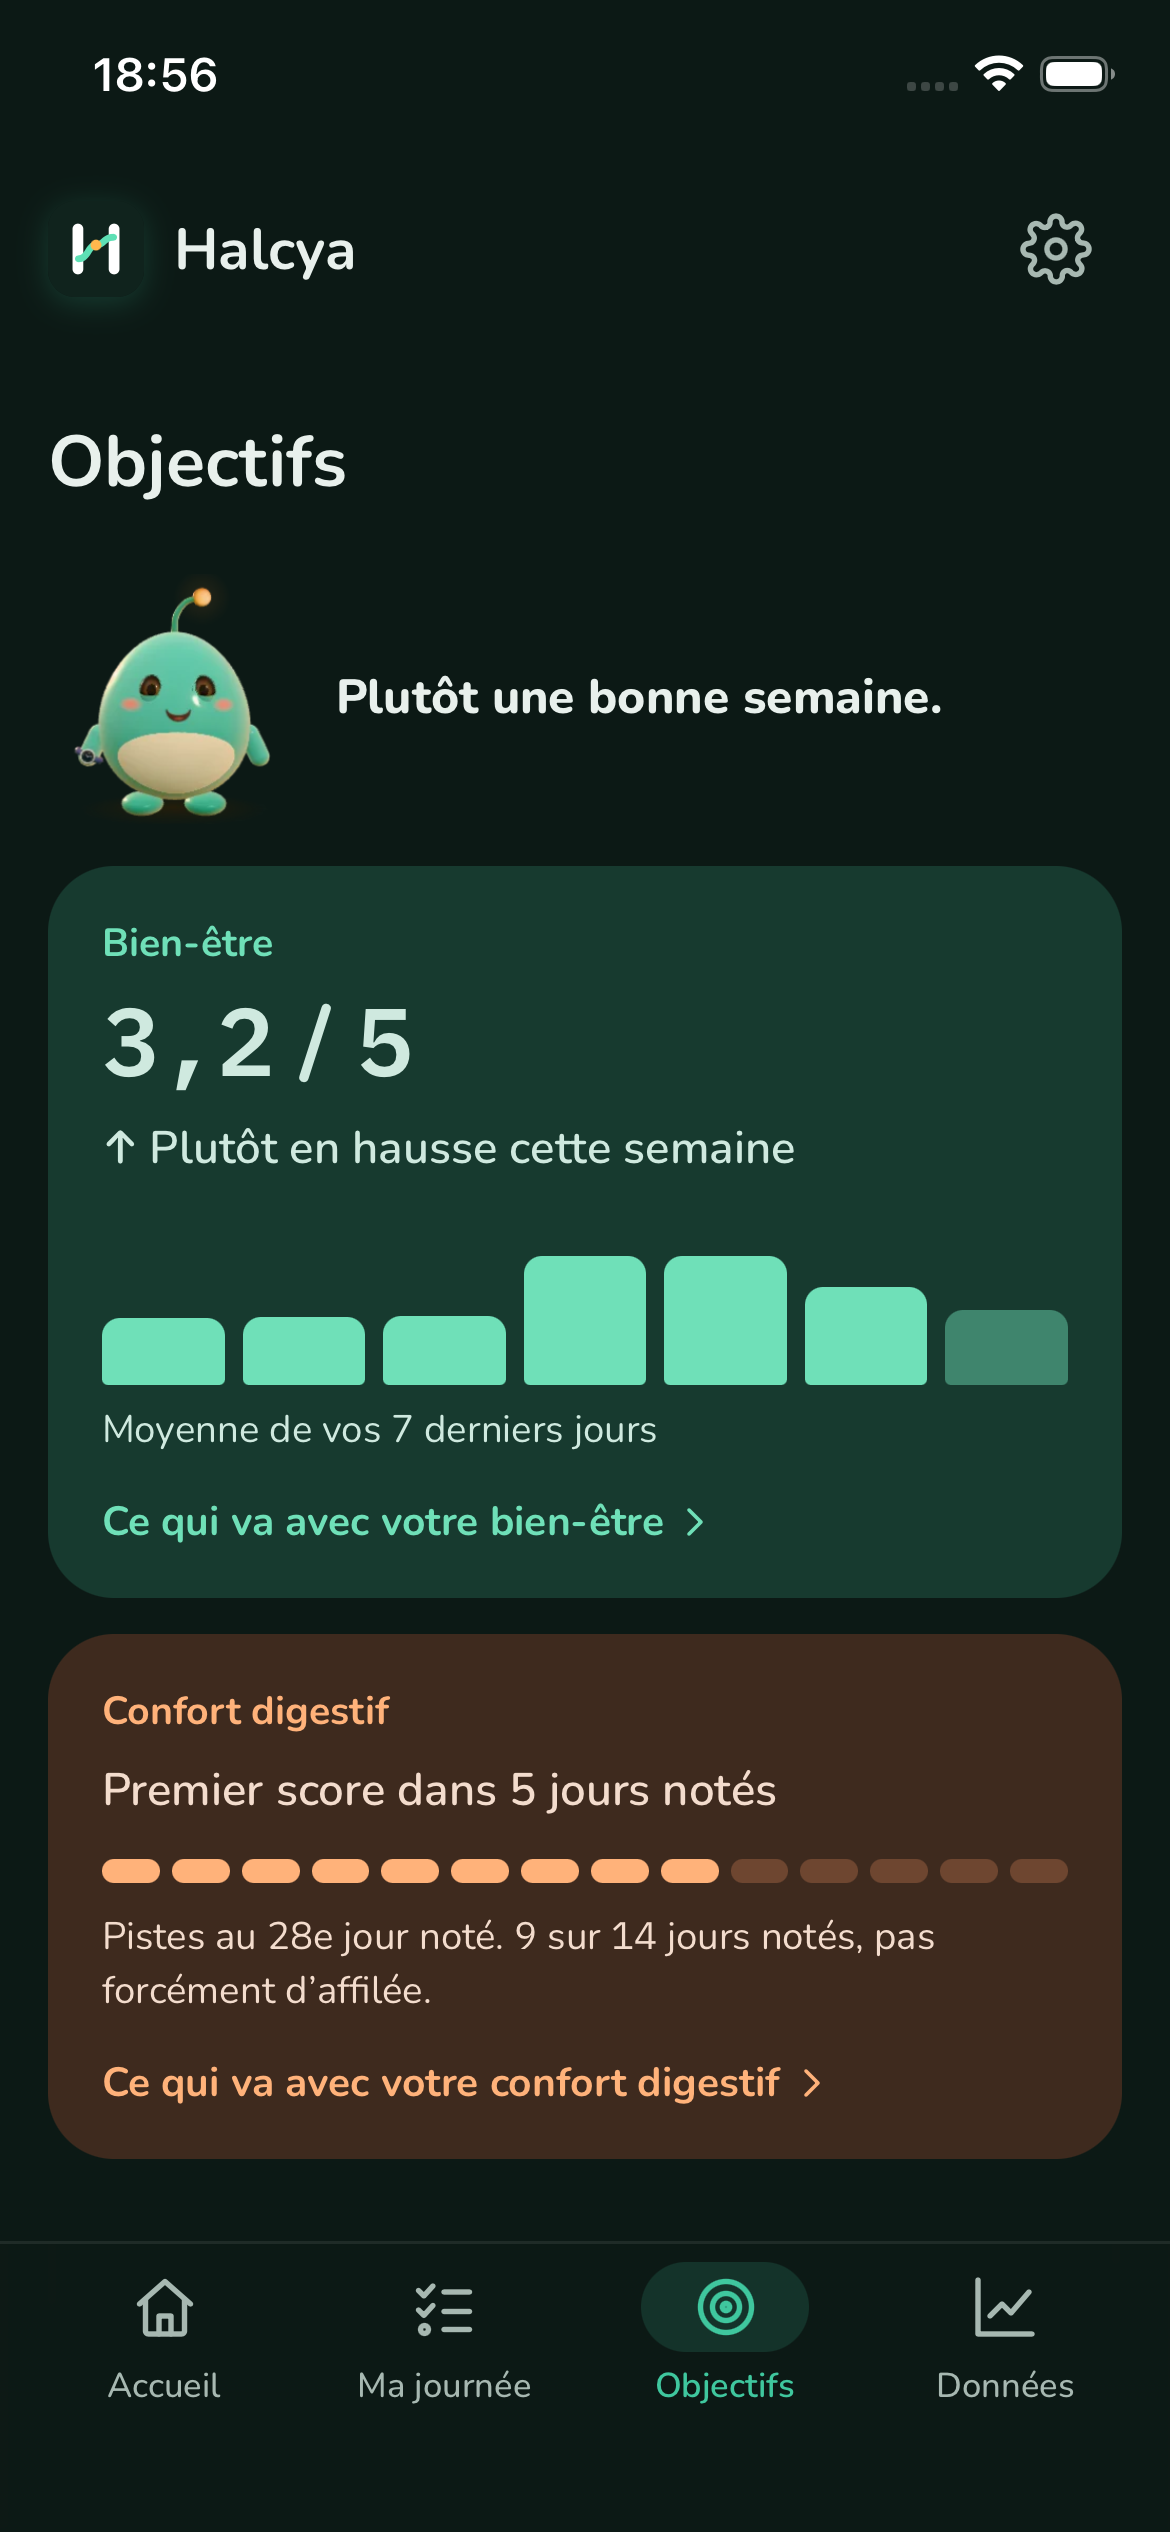 18:56
Halcya
Objectifs
Plutôt une bonne semaine.
Bien-être
3,2/5
↑ Plutôt en hausse cette semaine
Moyenne de vos 7 derniers jours
Ce qui va avec votre bien-être
Confort digestif
Premier score dans 5 jours notés
Pistes au 28e jour noté. 9 sur 14 jours notés, pas
forcément d’affilée.
Ce qui va avec votre confort digestif
Accueil
Ma journée
Objectifs
Données